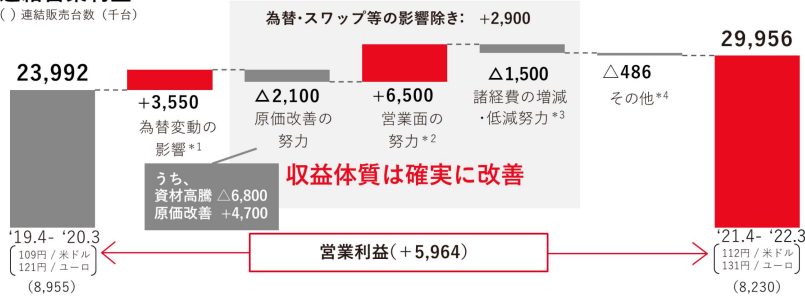 ( ) 連結販売台数（千台）
為替・スワップ等の影響除き： +2,900
23,992
+3,550
為替変動の
影響*1
△2,100
原価改善の
努力
うち、
資材高騰 △6,800
原価改善 +4,700
+6,500
営業面の
努力*2
△1,500
諸経費の増減
・低減努力*3
△486
その他*4
29,956
収益体質は確実に改善
‘19.4- ‘20.3
109円 / 米ドル
121円 / ユーロ
(8,955)
営業利益(＋5,964)
‘21.4- ‘22.3
112円 / 米ドル
131円 / ユーロ
(8,230)